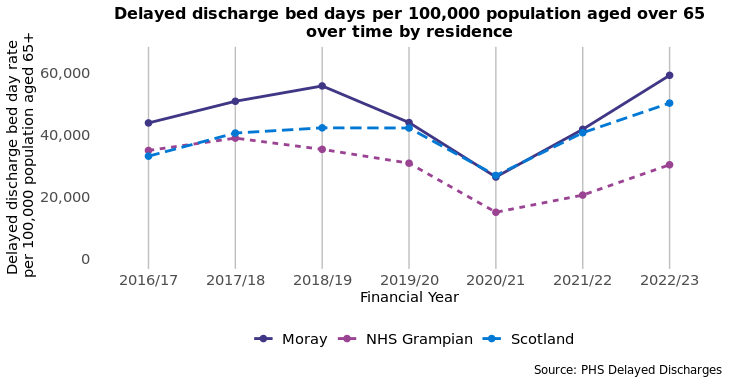 Delayed discharge bed days per 100,000 population aged over 65
over time by residence
Delayed discharge bed day rate
per 100,000 population aged 65+
60,000
40,000
20,000
0
2016/17 2017/18 2018/19 2019/20 2020/21 2021/22 2022/23
Financial Year
Moray NHS Grampian Scotland
Source: PHS Delayed Discharges